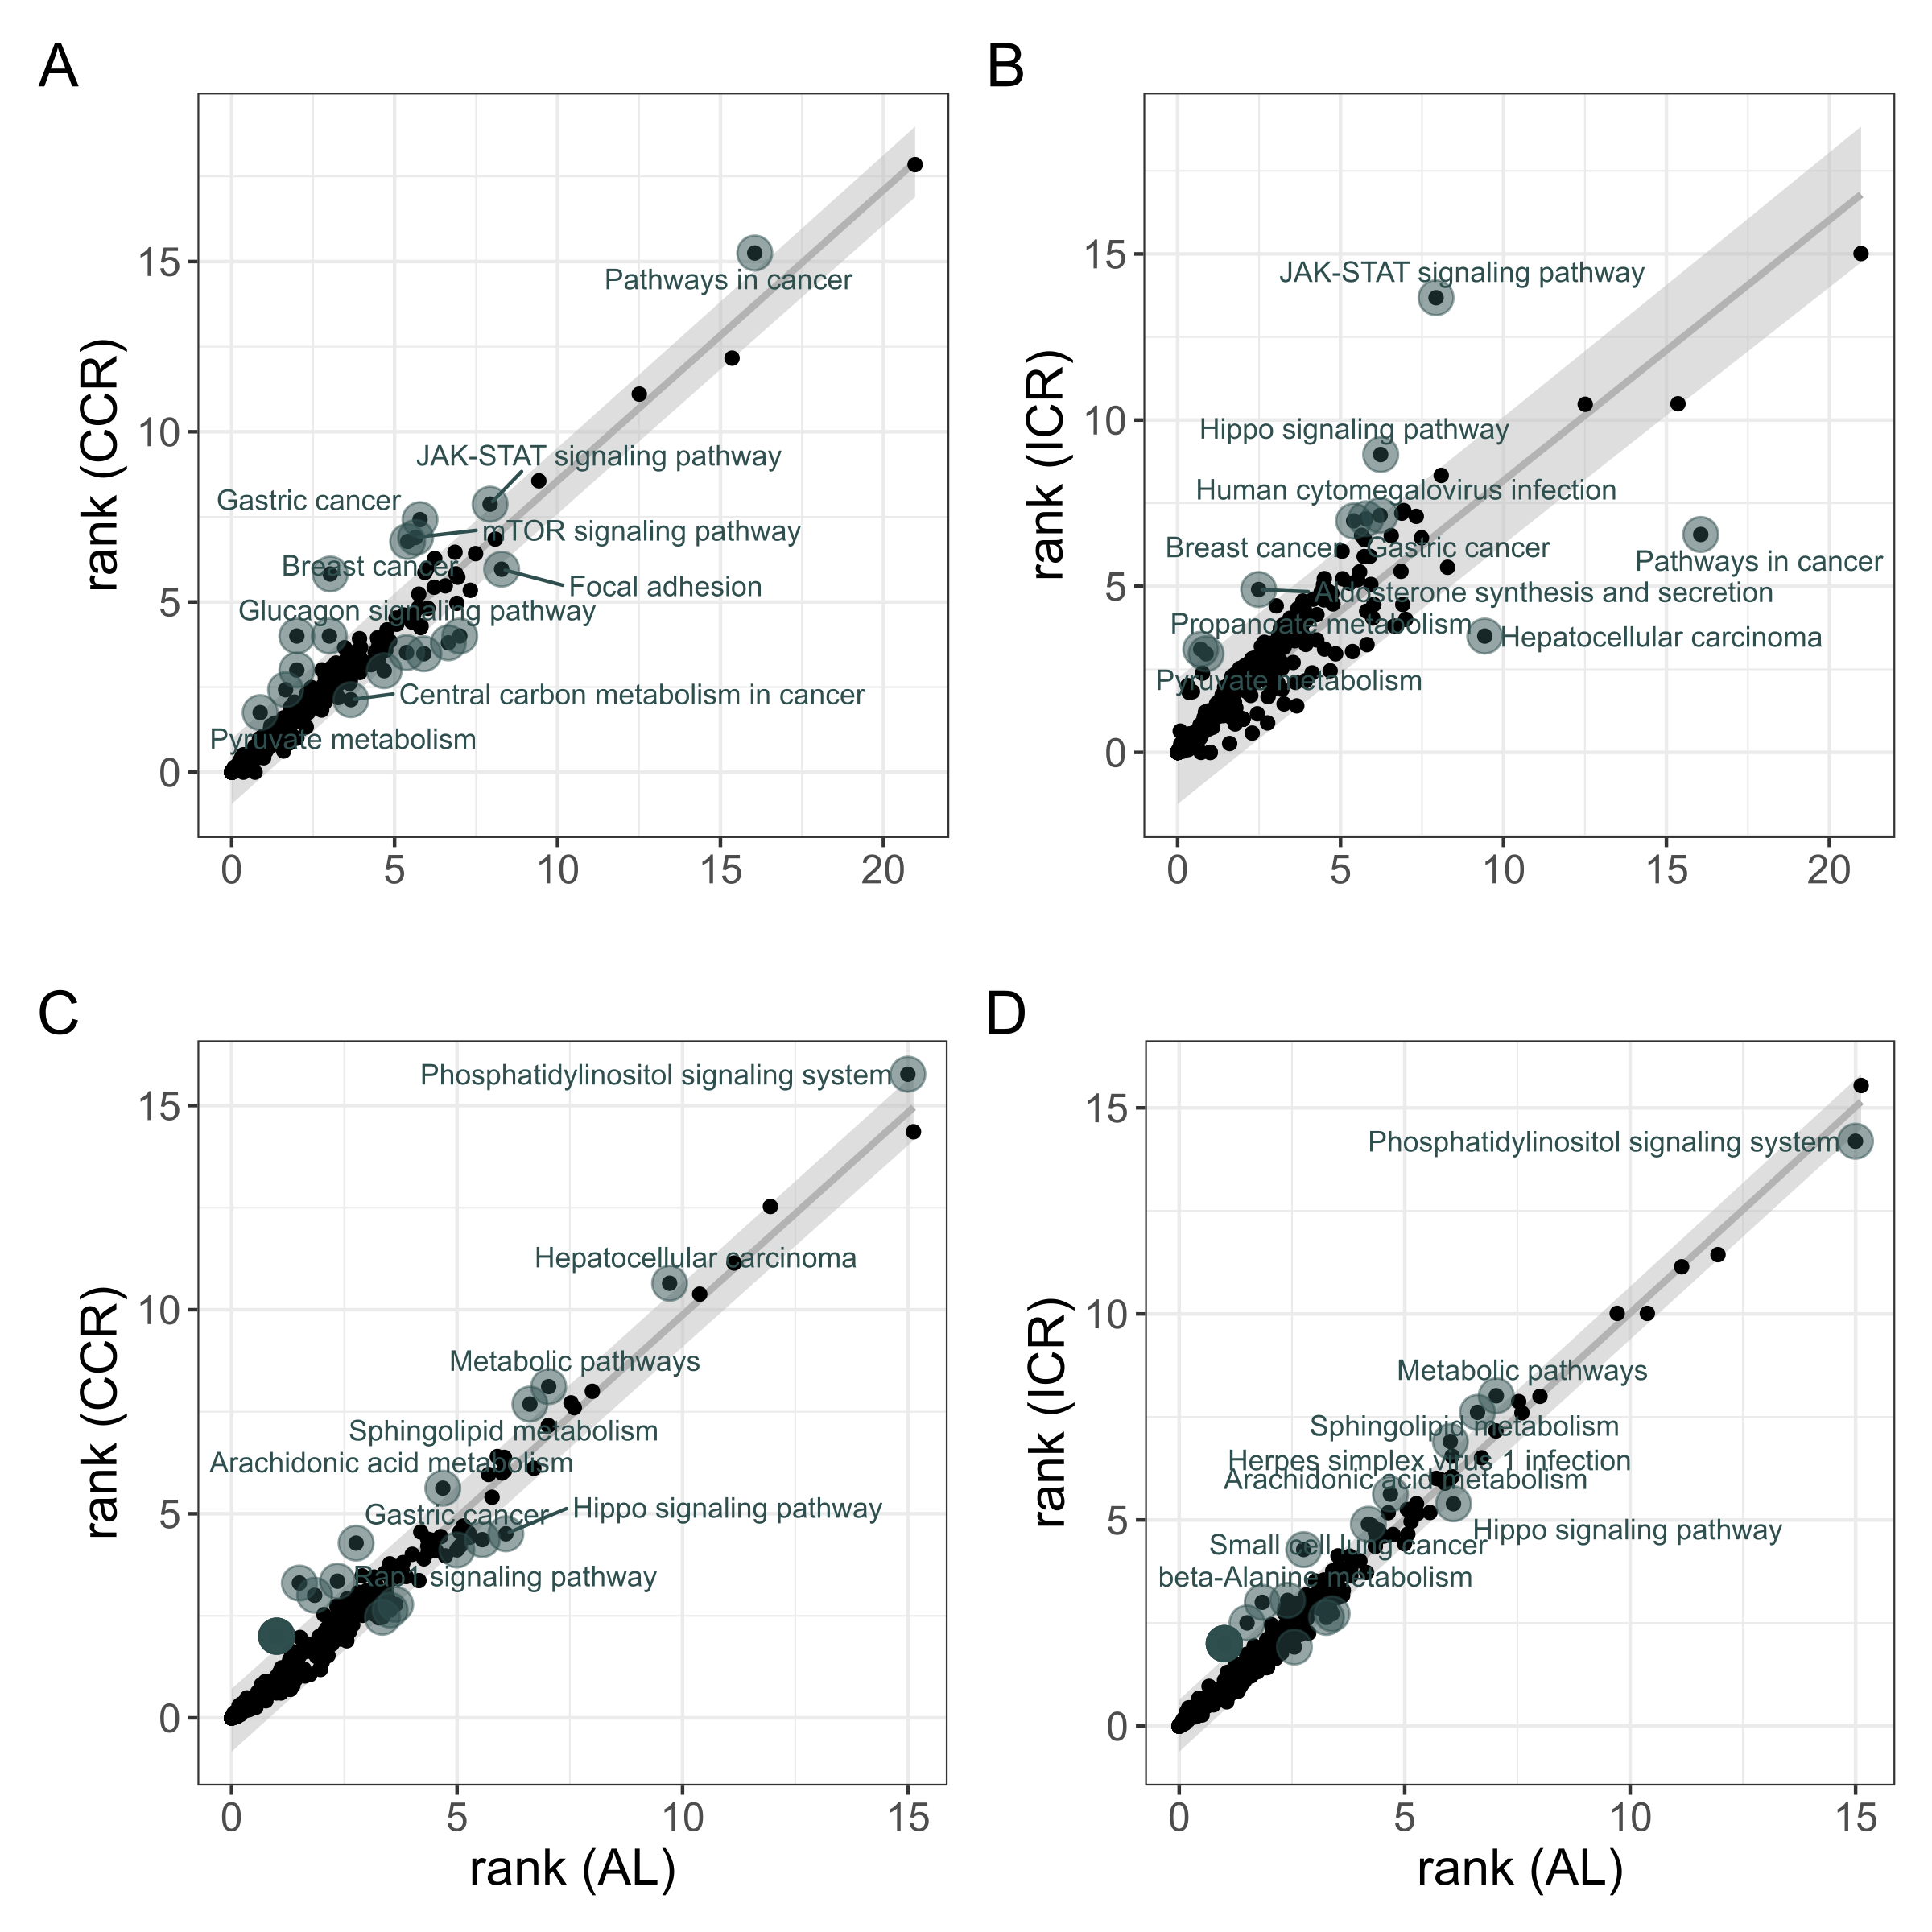 A
B
rank (CCR)
15
10
5
0
Pathways in cancer
JAK-STAT signaling pathway
Gastric cancer
mTOR signaling pathway
Breast cancer
Focal adhesion
Glucagon signaling pathway
Central carbon metabolism in cancer
Pyruvate metabolism
0
5
10
15
20
rank (ICR)
15
10
5
0
JAK-STAT signaling pathway
Hippo signaling pathway
Human cytomegalovirus infection
Breast cancer
Gastric cancer
Pathways in cancer
Aldosterone synthesis and secretion
Propanoate metabolism
Hepatocellular carcinoma
Pyruvate metabolism
0
5
10
15
20
C
D
rank (CCR)
15
10
5
0
Phosphatidylinositol signaling system
Hepatocellular carcinoma
Metabolic pathways
Sphingolipid metabolism
Arachidonic acid metabolism
Gastric cancer
Hippo signaling pathway
Rap1 signaling pathway
0
5
10
15
rank (AL)
rank (ICR)
15
10
5
0
Phosphatidylinositol signaling system
Metabolic pathways
Sphingolipid metabolism
Herpes simplex virus 1 infection
Arachidonic acid metabolism
Hippo signaling pathway
Small cell lung cancer
beta-Alanine metabolism
0
5
10
15
rank (AL)